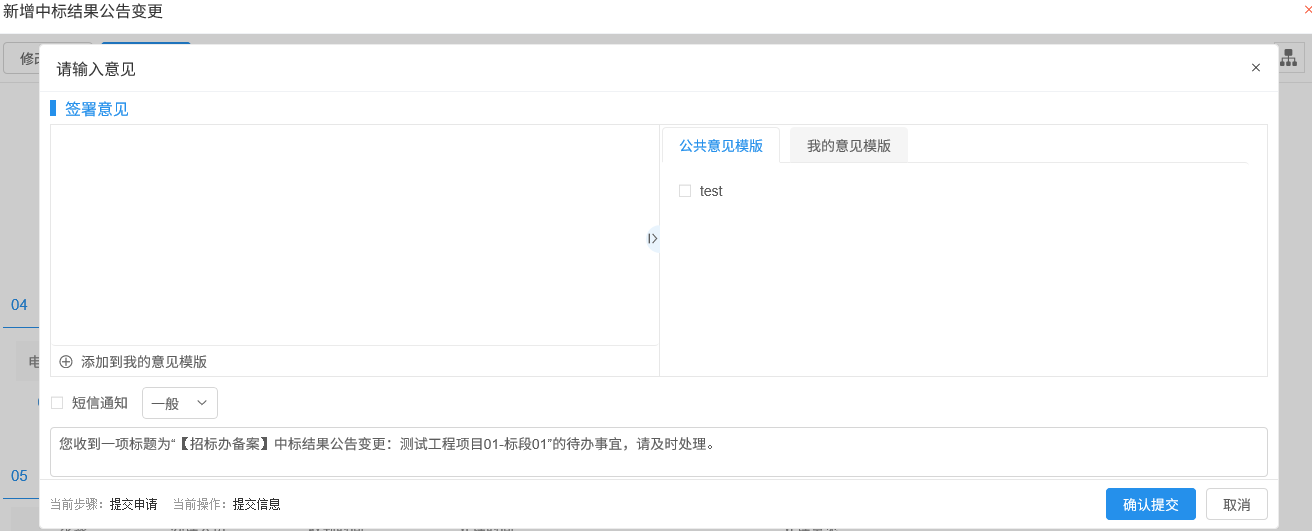 新增中标结果公告变更
请输入意见
签署意见
公共意见模版
我的意见模版
test
添加到我的意见模版
04
短信通知
一般
您收到一项标题为“【招标办备案】中标结果公告变更：测试工程项目01-标段01”的待办事宜，请及时处理。
05
当前步骤：提交申请
当前操作：提交信息
确认提交
取消